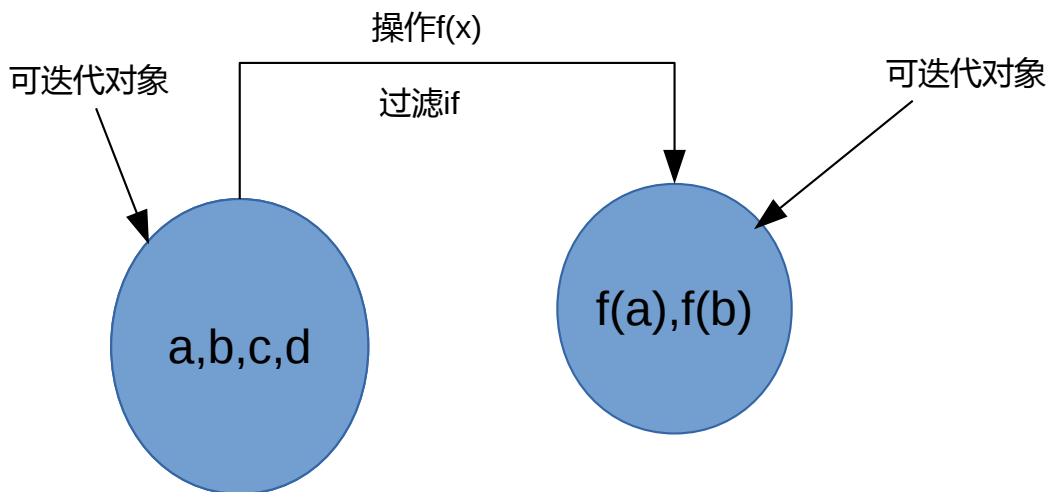 操作f(x)
可迭代对象
可迭代对象
过滤if
a,b,c,d
f(a),f(b)